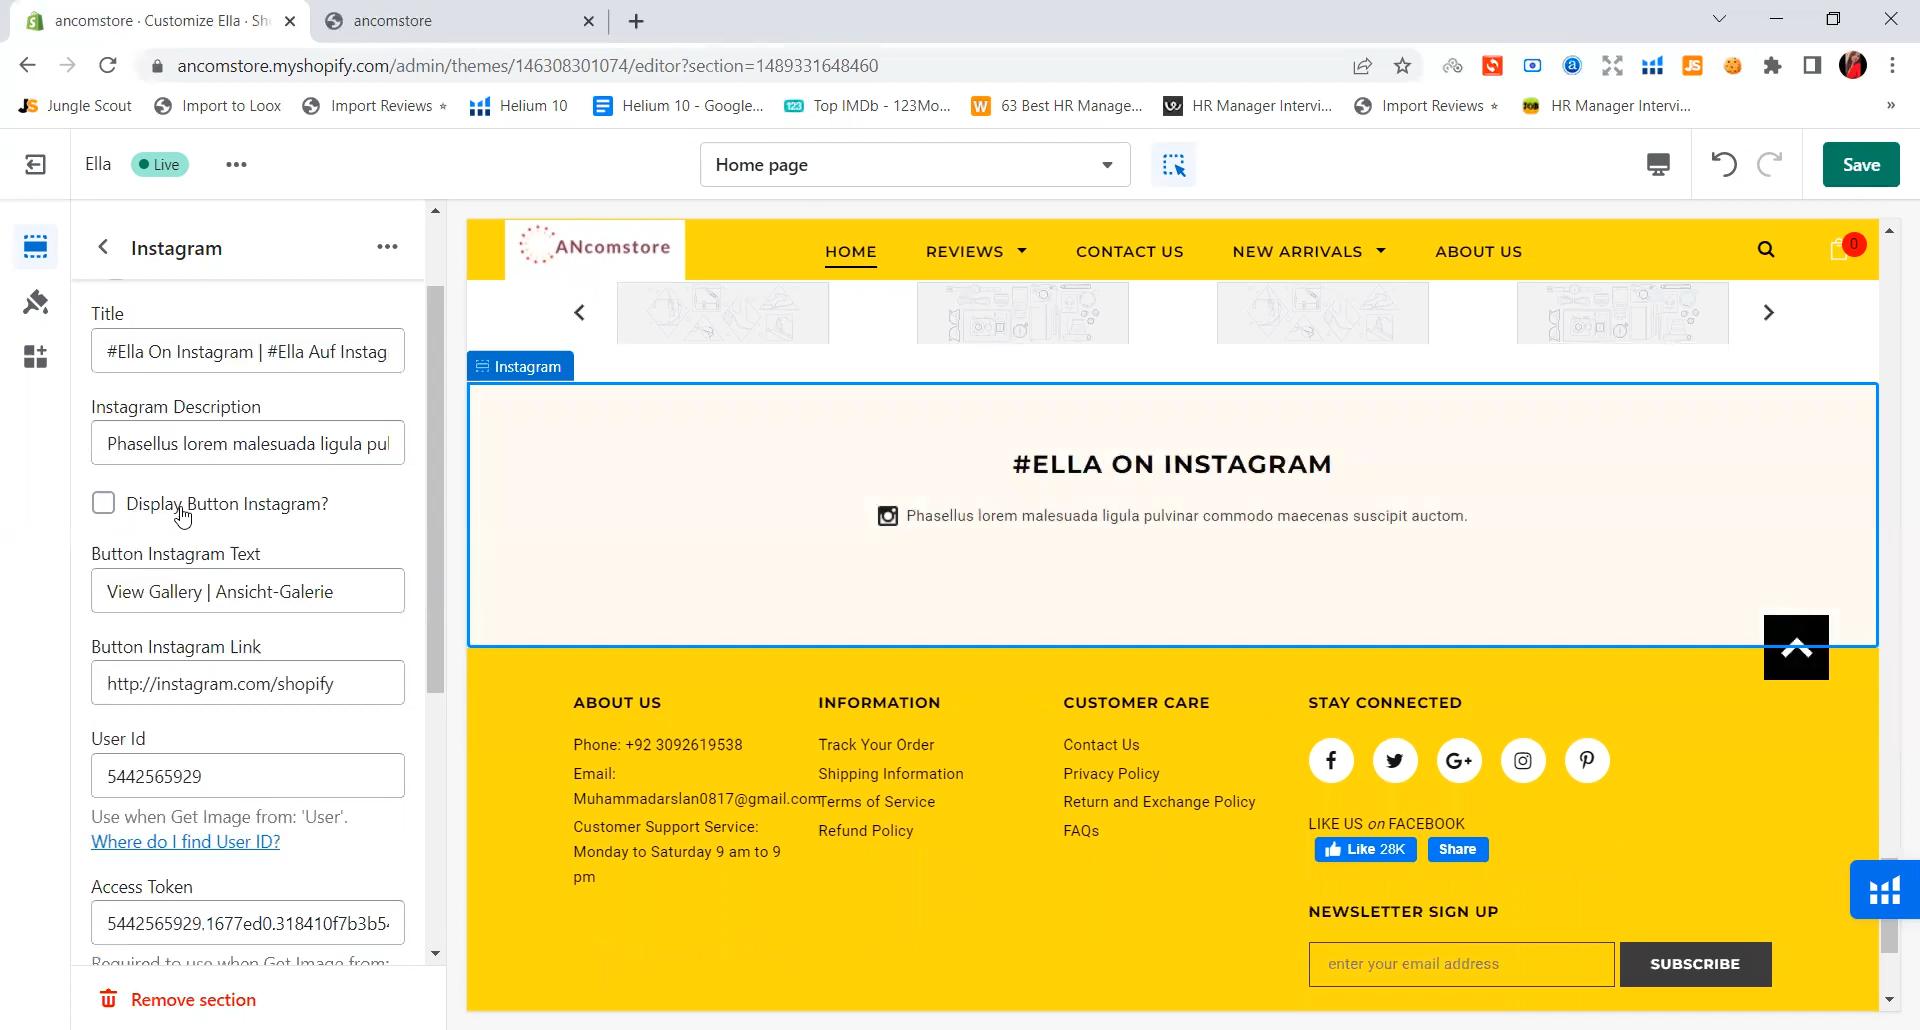 ancomstore · Customize Ella · Sh
ancomstore
ancomstore.myshopify.com/admin/themes/146308301074/editor?section=1489331648460
Jungle Scout
Import to Loox
Import Reviews
Helium 10
Helium 10 - Google...
Top IMDb - 123Mo...
63 Best HR Manage...
HR Manager Intervi...
Import Reviews
HR Manager Intervi...
Ella
Live
Home page
Save
Instagram
Title
#Ella On Instagram | #Ella Auf Instag
Instagram Description
Phasellus lorem malesuada ligula pul
Display Button Instagram?
Button Instagram Text
View Gallery | Ansicht-Galerie
Button Instagram Link
http://instagram.com/shopify
User Id
5442565929
Use when Get Image from: 'User'.
Where do I find User ID?
Access Token
5442565929.1677ed0.318410f7b3b5
Required to use when Get Image from:
Remove section
ANcomstore
HOME
REVIEWS
CONTACT US
NEW ARRIVALS
ABOUT US
0
Instagram
#ELLA ON INSTAGRAM
Phasellus lorem malesuada ligula pulvinar commodo maecenas suscipit auctom.
ABOUT US
Phone: +92 3092619538
Email:
Muhammadarslan0817@gmail.com
Customer Support Service:
Monday to Saturday 9 am to 9
pm
INFORMATION
Track Your Order
Shipping Information
Terms of Service
Refund Policy
CUSTOMER CARE
Contact Us
Privacy Policy
Return and Exchange Policy
FAQs
STAY CONNECTED
LIKE US on FACEBOOK
Like 28K
Share
NEWSLETTER SIGN UP
enter your email address
SUBSCRIBE